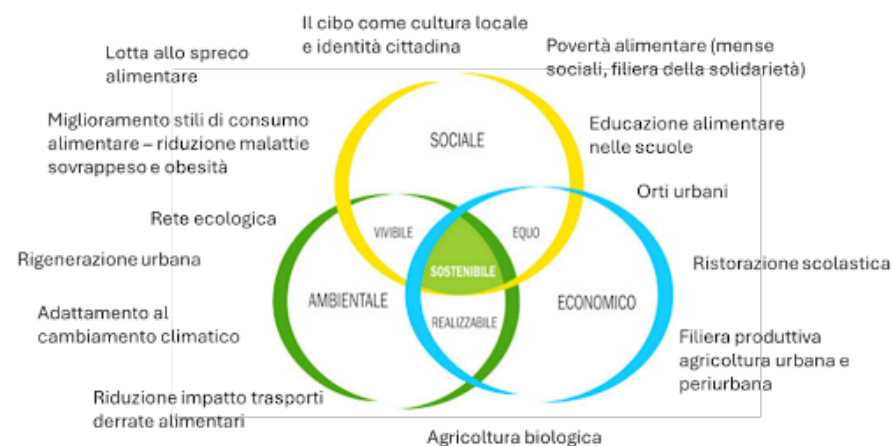 Il cibo come cultura locale
e identità cittadina
Lotta allo spreco
alimentare
Povertà alimentare (mense
sociali, filiera della solidarietà)
Miglioramento stili di consumo
alimentare – riduzione malattie
sovrappeso e obesità
SOCIALE
Educazione alimentare
nelle scuole
Orti urbani
Rete ecologica
VIVIBILE
EQUO
Rigenerazione urbana
SOSTENIBILE
Ristorazione scolastica
AMBIENTALE
ECONOMICO
Adattamento al
cambiamento climatico
REALIZZABILE
Filiera produttiva
agricoltura urbana e
periurbana
Riduzione impatto trasporti
derrate alimentari
Agricoltura biologica